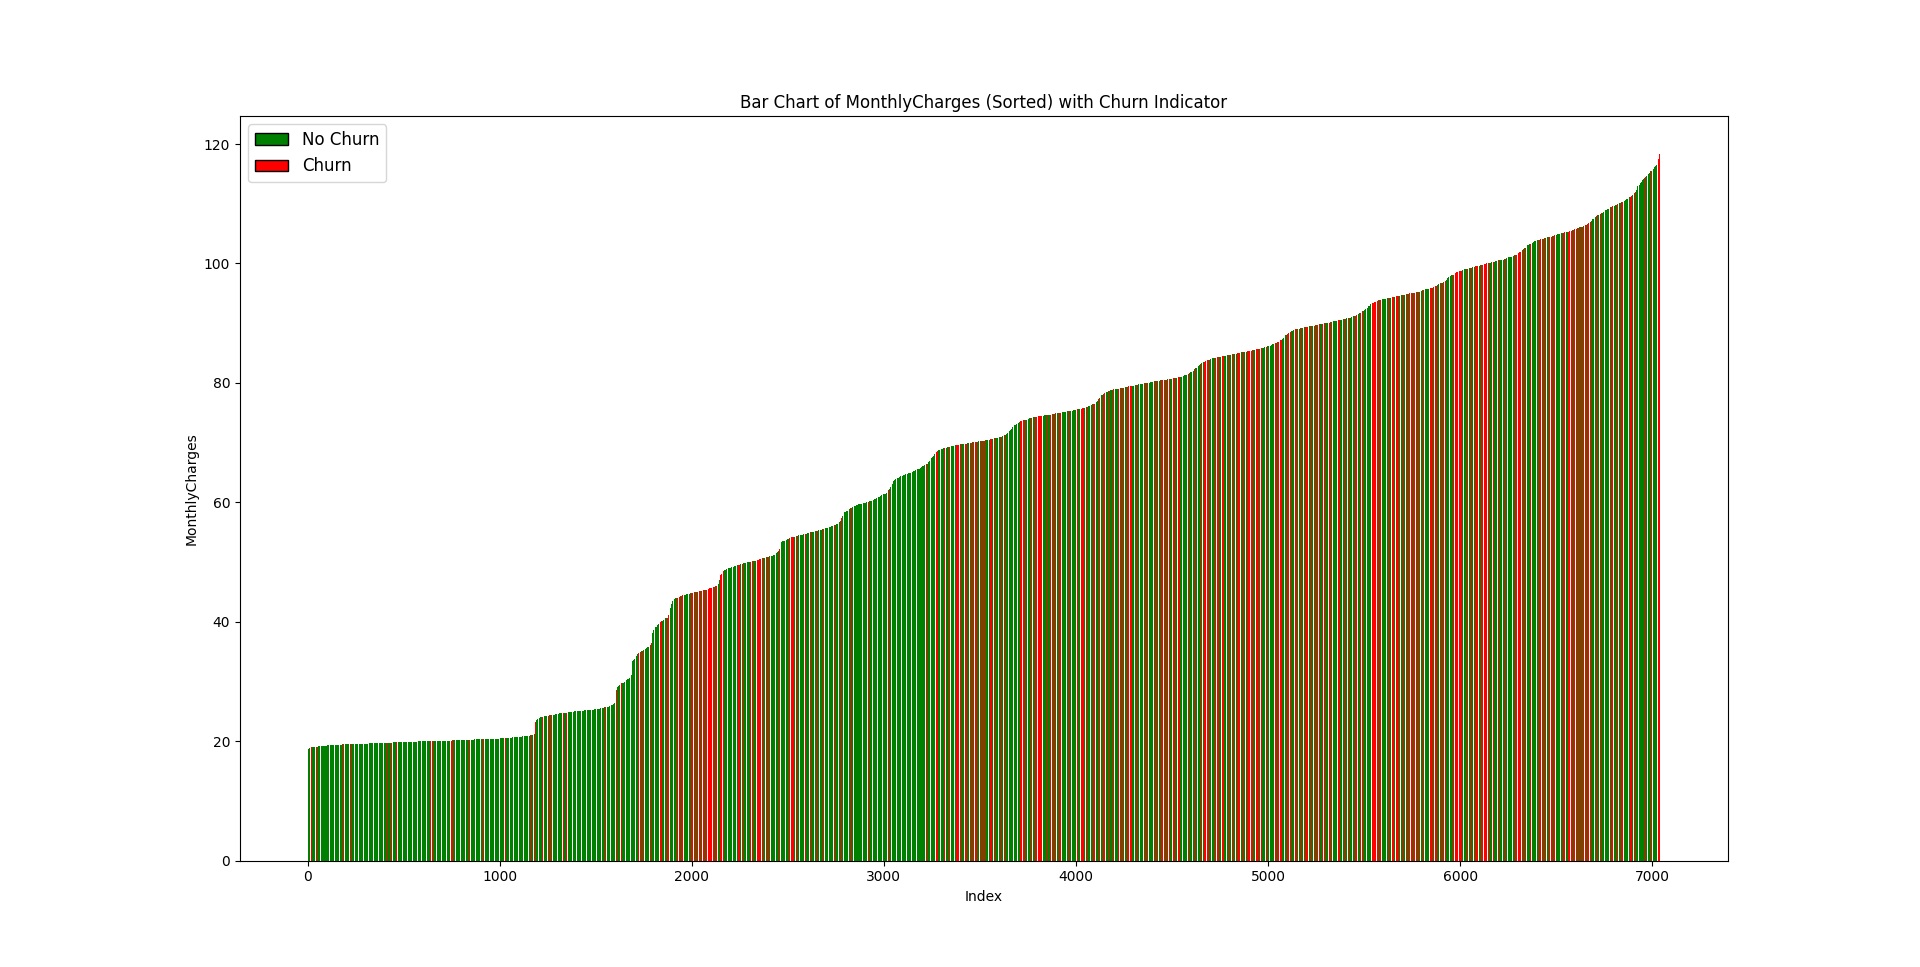 Bar Chart of MonthlyCharges (Sorted) with Churn Indicator
No Churn
Churn
120
100
80
60
40
20
0
MonthlyCharges
0 1000 2000 3000 4000 5000 6000 7000
Index